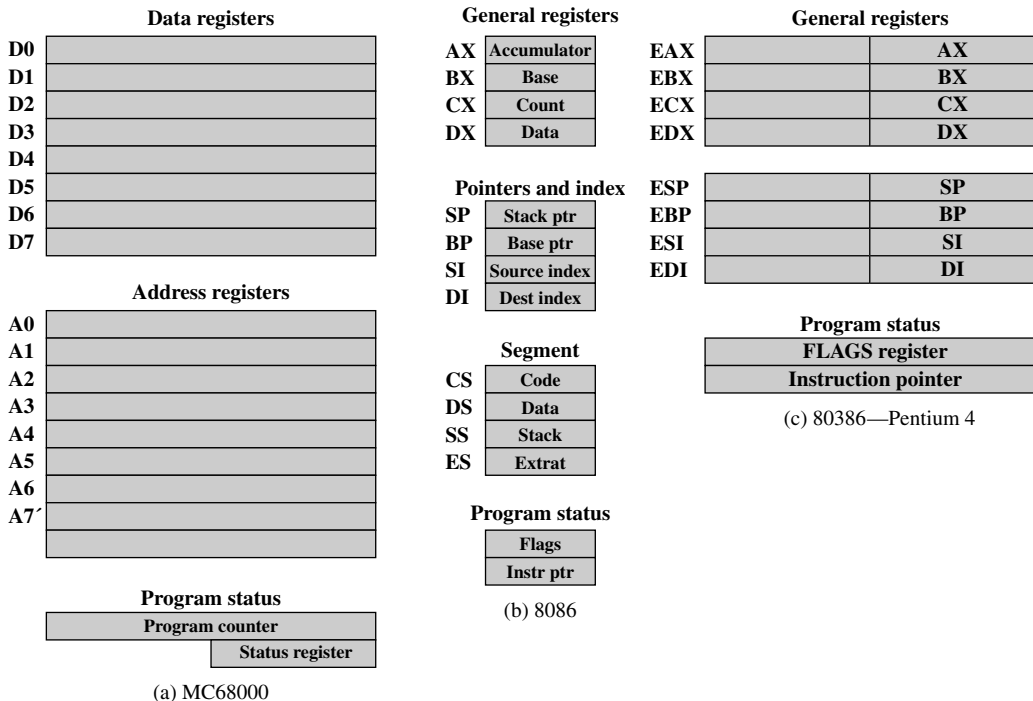 Data registers
D0
D1
D2
D3
D4
D5
D6
D7
Address registers
A0
A1
A2
A3
A4
A5
A6
A7´
Program status
Program counter
Status register
(a) MC68000
General registers
AX Accumulator
BX Base
CX Count
DX Data
Pointers and index
SP Stack ptr
BP Base ptr
SI Source index
DI Dest index
Segment
CS Code
DS Data
SS Stack
ES Extrat
Program status
Flags
Instr ptr
(b) 8086
General registers
EAX AX
EBX BX
ECX CX
EDX DX
ESP SP
EBP BP
ESI SI
EDI DI
Program status
FLAGS register
Instruction pointer
(c) 80386—Pentium 4